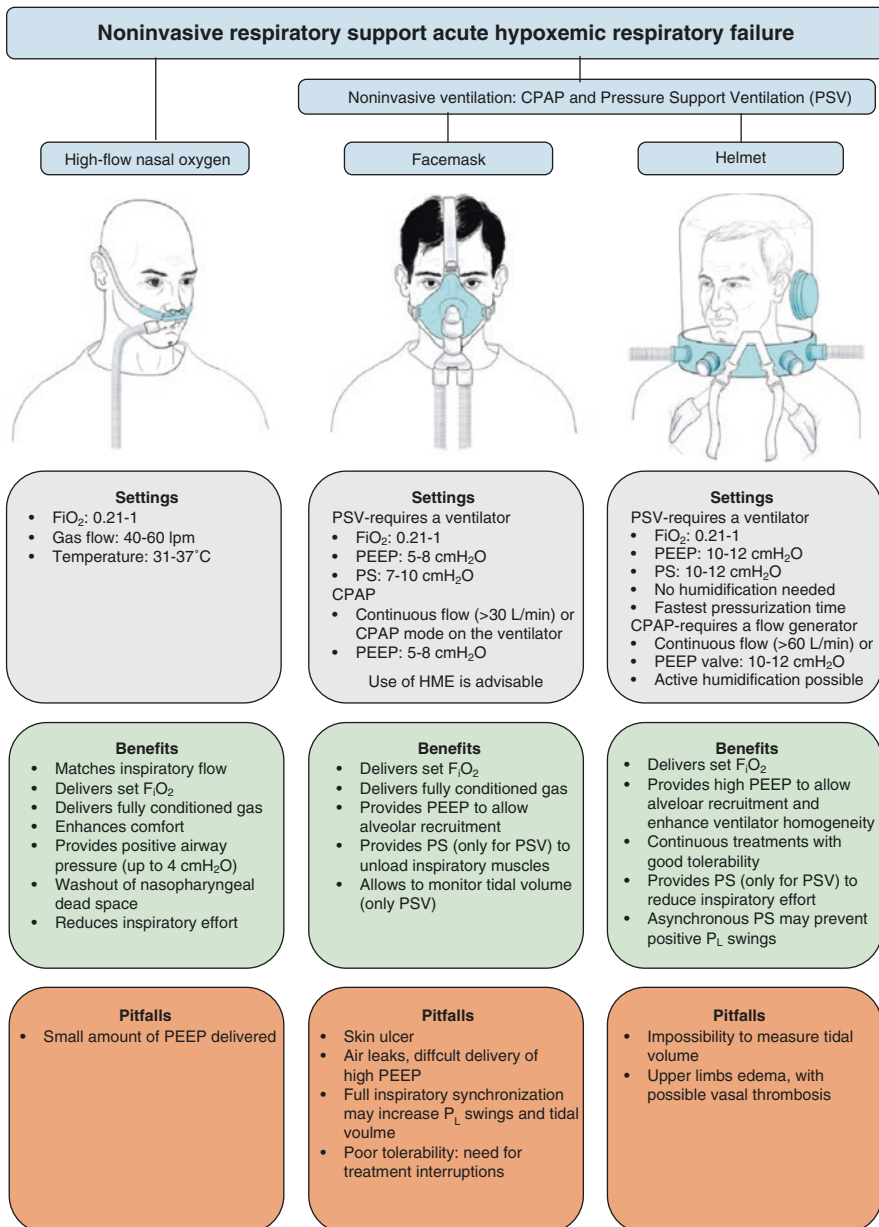 Noninvasive respiratory support acute hypoxemic respiratory failure
Noninvasive ventilation: CPAP and Pressure Support Ventilation (PSV)
High-flow nasal oxygen
Facemask
Helmet
Settings
• FiO₂: 0.21-1
• Gas flow: 40-60 lpm
• Temperature: 31-37˚C
Settings
PSV-requires a ventilator
• FiO₂: 0.21-1
• PEEP: 5-8 cmH₂O
• PS: 7-10 cmH₂O
CPAP
• Continuous flow (>30 L/min) or
CPAP mode on the ventilator
• PEEP: 5-8 cmH₂O
Use of HME is advisable
Settings
PSV-requires a ventilator
• FiO₂: 0.21-1
• PEEP: 10-12 cmH₂O
• PS: 10-12 cmH₂O
• No humidification needed
• Fastest pressurization time
CPAP-requires a flow generator
• Continuous flow (>60 L/min) or
• PEEP valve: 10-12 cmH₂O
• Active humidification possible
Benefits
• Matches inspiratory flow
• Delivers set FᵢO₂
• Delivers fully conditioned gas
• Enhances comfort
• Provides positive airway
pressure (up to 4 cmH₂O)
• Washout of nasopharyngeal
dead space
• Reduces inspiratory effort
Benefits
• Delivers set FᵢO₂
• Delivers fully conditioned gas
• Provides PEEP to allow
alveolar recruitment
• Provides PS (only for PSV) to
unload inspiratory muscles
• Allows to monitor tidal volume
(only PSV)
Benefits
• Delivers set FᵢO₂
• Provides high PEEP to allow
alveloar recruitment and
enhance ventilator homogeneity
• Continuous treatments with
good tolerability
• Provides PS (only for PSV) to
reduce inspiratory effort
• Asynchronous PS may prevent
positive P_L swings
Pitfalls
• Small amount of PEEP delivered
Pitfalls
• Skin ulcer
• Air leaks, diffcult delivery of
high PEEP
• Full inspiratory synchronization
may increase P_L swings and tidal
voulme
• Poor tolerability: need for
treatment interruptions
Pitfalls
• Impossibility to measure tidal
volume
• Upper limbs edema, with
possible vasal thrombosis